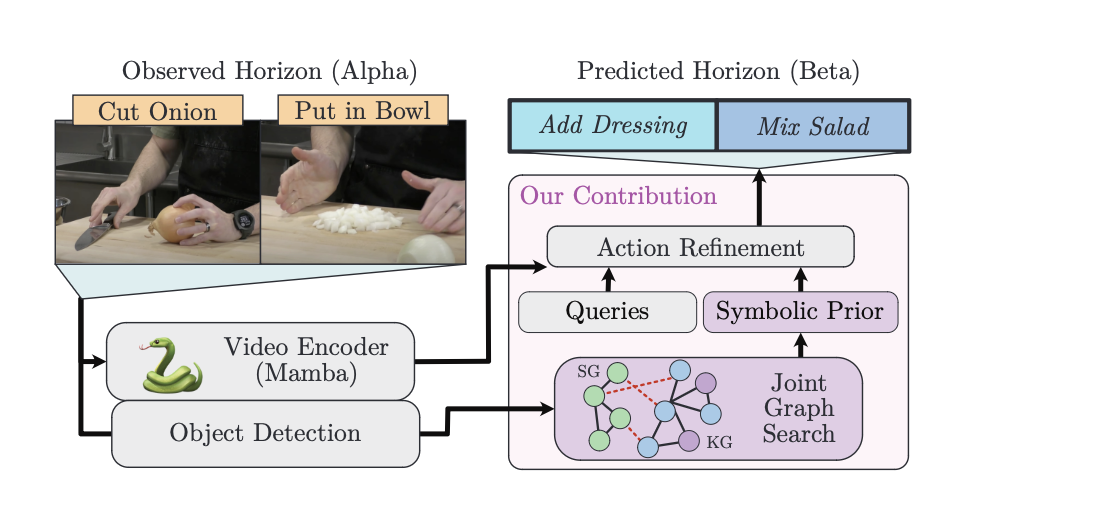 Observed Horizon (Alpha)
Predicted Horizon (Beta)
Cut Onion
Put in Bowl
Add Dressing
Mix Salad
Our Contribution
Action Refinement
Queries
Symbolic Prior
Video Encoder
(Mamba)
Object Detection
SG
KG
Joint
Graph
Search